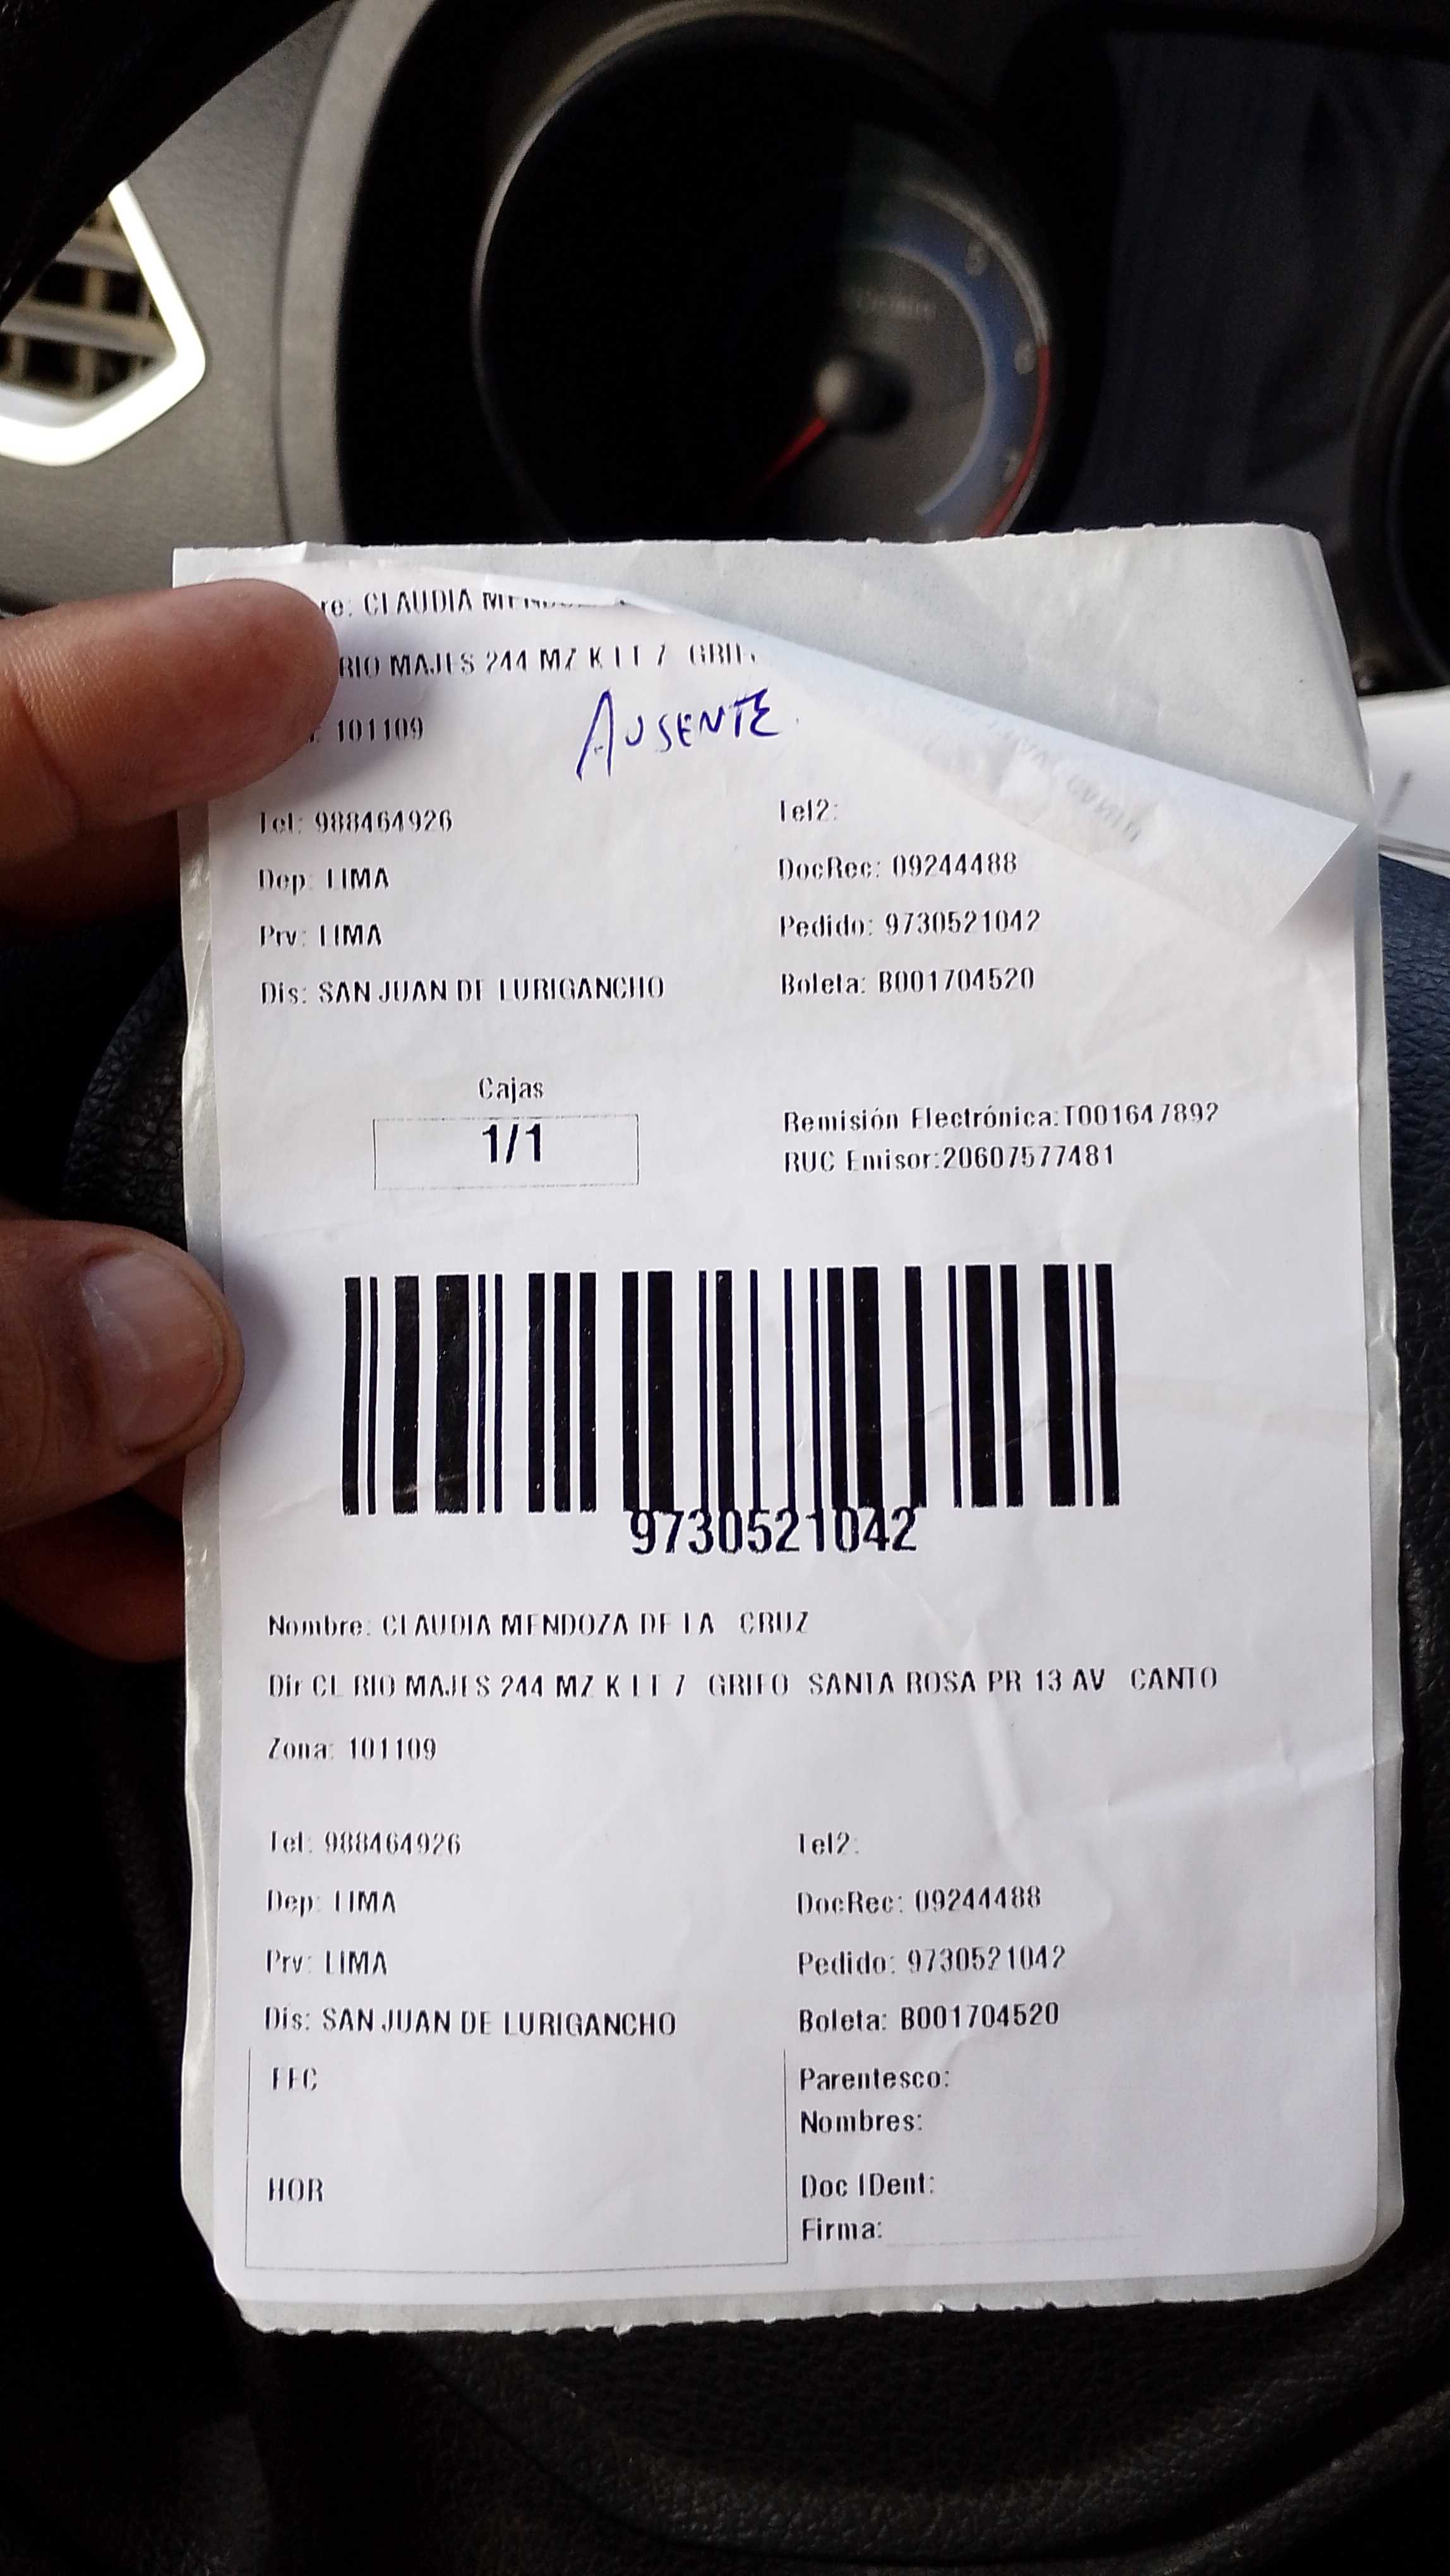 re: CLAUDIA MENDOZA
RIO MAJES 244 MZ K LT 7 GRIF
101109
AUSENTE
Tel: 988464926
Tel2:
Dep: LIMA
DocRec: 09244488
Prv: LIMA
Pedido: 9730521042
Dis: SAN JUAN DE LURIGANCHO
Boleta: B001704520
Cajas
1/1
Remisión Electrónica:T001647892
RUC Emisor:20607577481
9730521042
Nombre: CLAUDIA MENDOZA DE LA CRUZ
Dir CL RIO MAJES 244 MZ K LT 7 GRIFO SANTA ROSA PR 13 AV CANTO
Zona: 101109
Tel: 988464926
Tel2:
Dep: LIMA
DocRec: 09244488
Prv: LIMA
Pedido: 9730521042
Dis: SAN JUAN DE LURIGANCHO
Boleta: B001704520
FEC
Parentesco:
Nombres:
HOR
Doc IDent:
Firma: